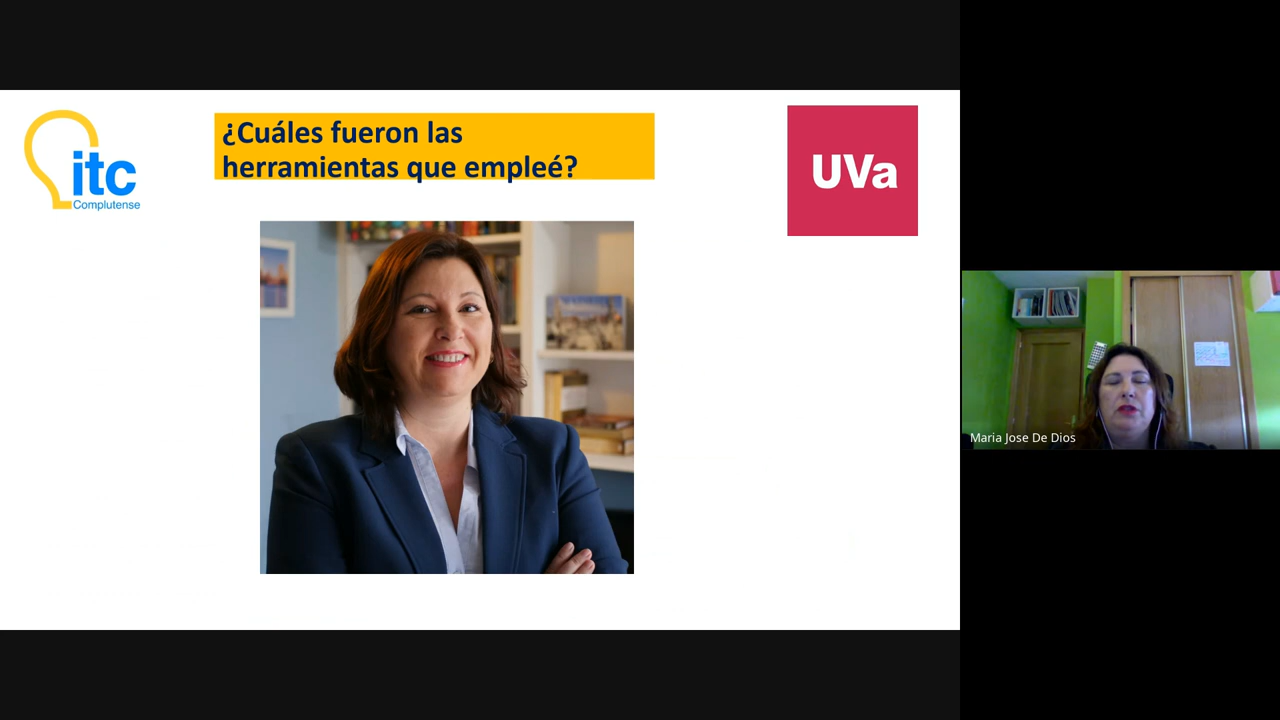 itc
Complutense
¿Cuáles fueron las
herramientas que empleé?
UVa
Maria Jose De Dios